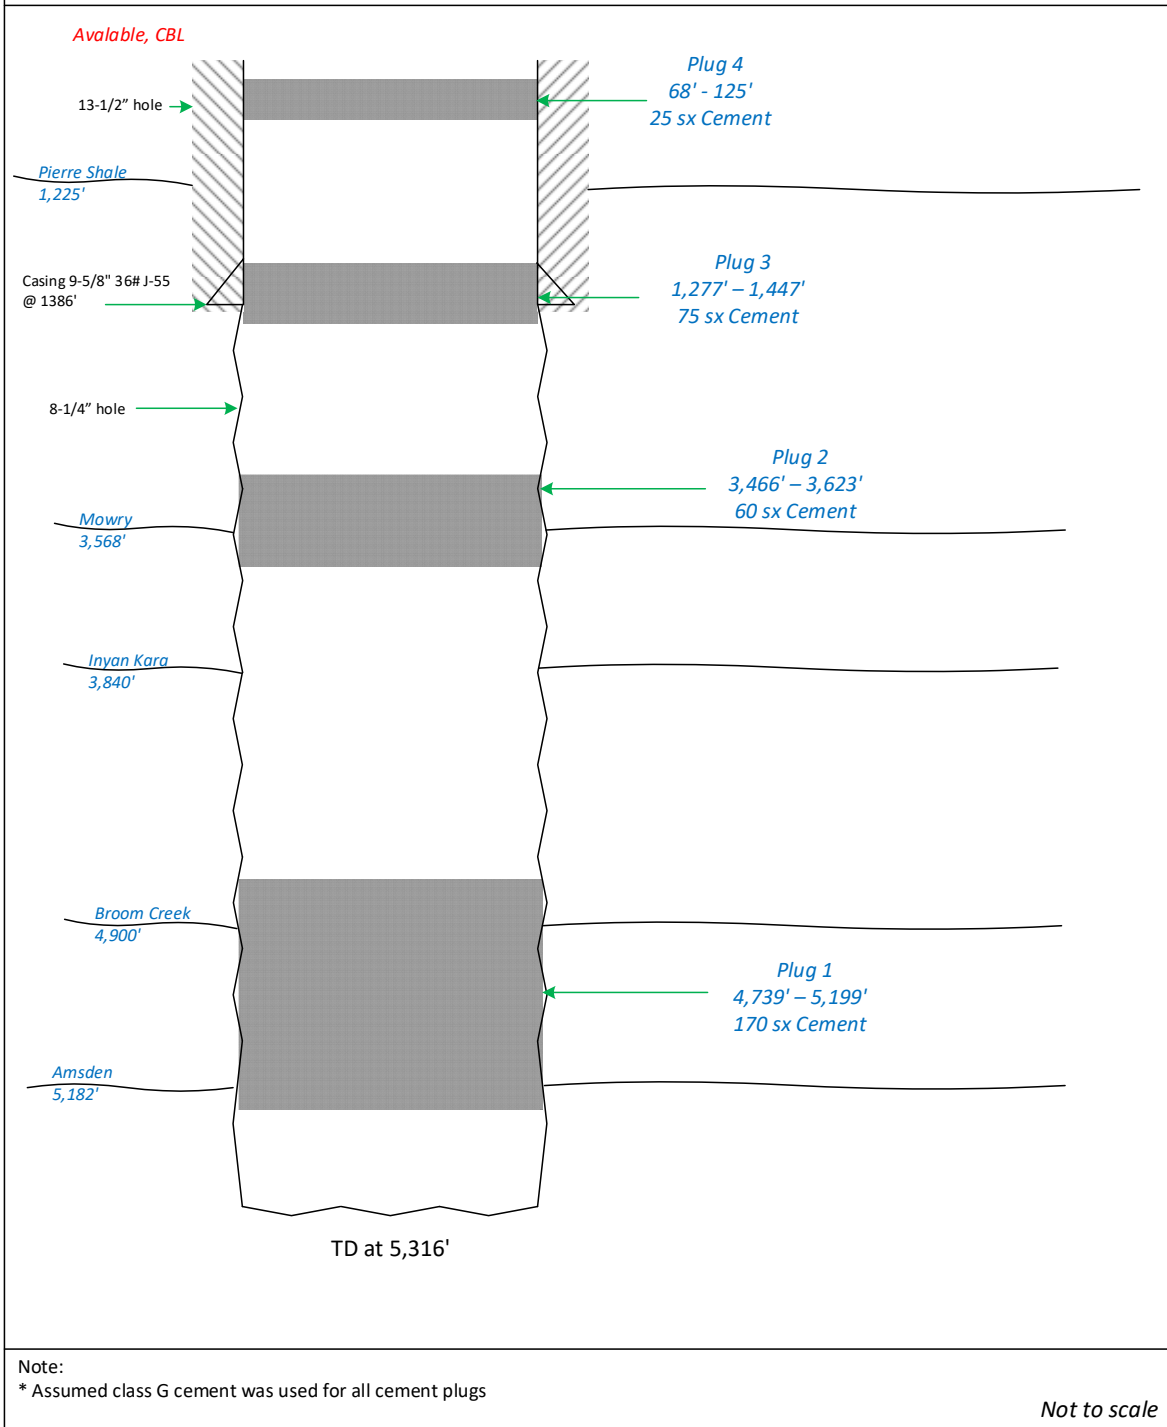 Avalable, CBL
Plug 4
68' - 125'
25 sx Cement
13-1/2” hole
Pierre Shale
1,225'
Plug 3
1,277' – 1,447'
75 sx Cement
Casing 9-5/8" 36# J-55
@ 1386'
8-1/4” hole
Plug 2
3,466' – 3,623'
60 sx Cement
Mowry
3,568'
Inyan Kara
3,840'
Broom Creek
4,900'
Plug 1
4,739' – 5,199'
170 sx Cement
Amsden
5,182'
TD at 5,316'
Note:
* Assumed class G cement was used for all cement plugs
Not to scale